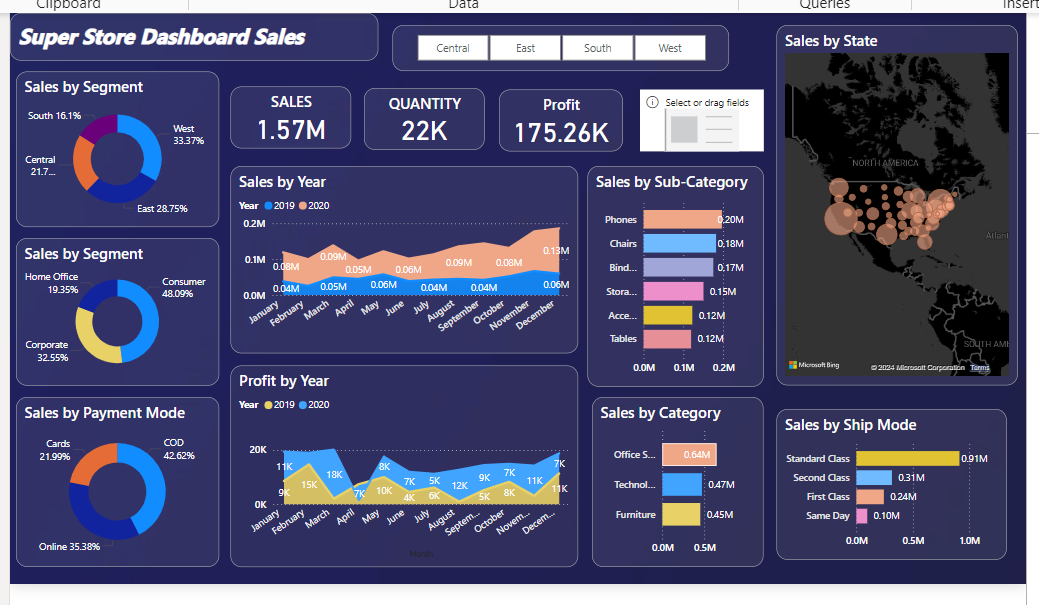 Clipboard
Data
Queries
Insert
Super Store Dashboard Sales
Central East South West
Sales by State
NORTH AMERICA
Atlant
SOUTH AM
Microsoft Bing
© 2024 Microsoft Corporation Terms
Sales by Segment
South 16.1%
West
33.37%
Central
21.7...
East 28.75%
SALES
1.57M
QUANTITY
22K
Profit
175.26K
Select or drag fields
Sales by Year
Year 2019 2020
0.2M
0.1M
0.0M
0.08M
0.09M
0.05M
0.06M
0.09M
0.08M
0.13M
0.04M
0.05M
0.06M
0.04M
0.04M
0.06M
January
February
March
April
May
June
July
August
September
October
November
December
Sales by Sub-Category
Phones 0.20M
Chairs 0.18M
Bind... 0.17M
Stora... 0.15M
Acce... 0.12M
Tables 0.12M
0.0M 0.1M 0.2M
Sales by Segment
Home Office
19.35%
Consumer
48.09%
Corporate
32.55%
Profit by Year
Year 2019 2020
20K
0K
11K
18K
7K
8K
7K
5K
12K
9K
7K
11K
7K
9K
15K
10K
4K
6K
5K
8K
11K
January
February
March
April
May
June
July
August
Septem...
October
Novem...
Decem...
Month
Sales by Payment Mode
Cards
21.99%
COD
42.62%
Online 35.38%
Sales by Category
Office S... 0.64M
Technol... 0.47M
Furniture 0.45M
0.0M 0.5M
Sales by Ship Mode
Standard Class 0.91M
Second Class 0.31M
First Class 0.24M
Same Day 0.10M
0.0M 0.5M 1.0M